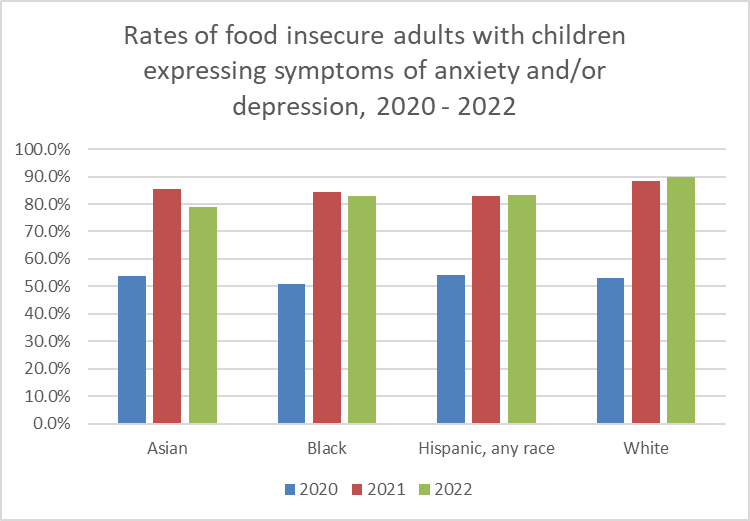 Rates of food insecure adults with children
expressing symptoms of anxiety and/or
depression, 2020 - 2022
100.0%
90.0%
80.0%
70.0%
60.0%
50.0%
40.0%
30.0%
20.0%
10.0%
0.0%
Asian Black Hispanic, any race White
2020 2021 2022